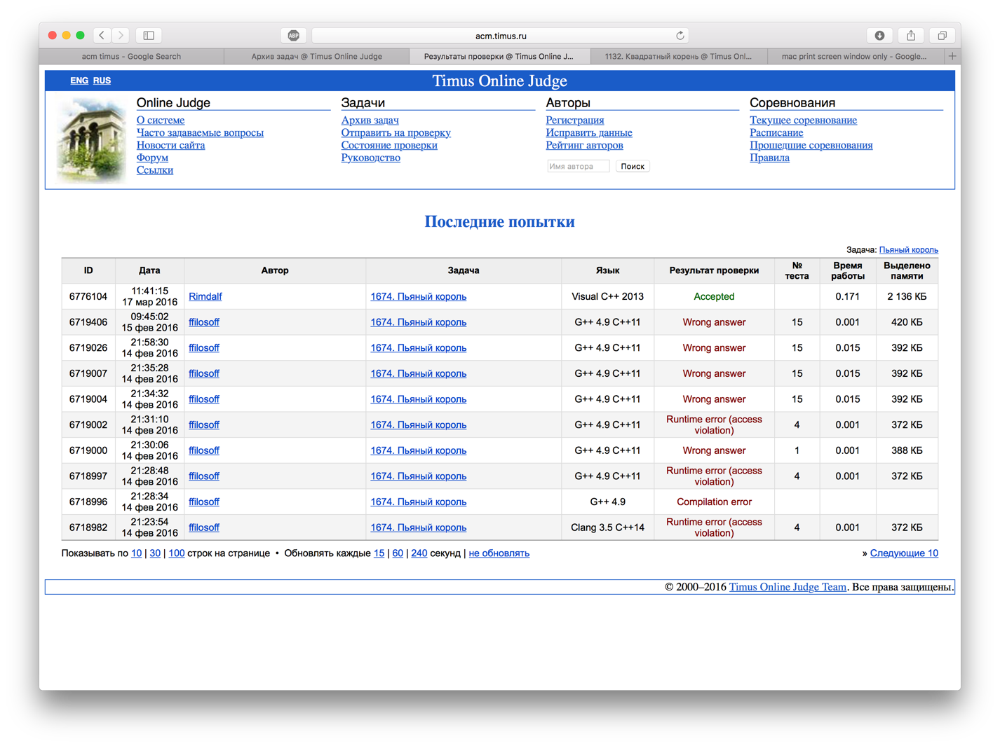 ABP
acm.timus.ru
acm timus - Google Search
Архив задач @ Timus Online Judge
Результаты проверки @ Timus Online J...
1132. Квадратный корень @ Timus Onl...
mac print screen window only - Google...
ENG RUS
Timus Online Judge
Online Judge
О системе
Часто задаваемые вопросы
Новости сайта
Форум
Ссылки
Задачи
Архив задач
Отправить на проверку
Состояние проверки
Руководство
Авторы
Регистрация
Исправить данные
Рейтинг авторов
Имя автора Поиск
Соревнования
Текущее соревнование
Расписание
Прошедшие соревнования
Правила
Последние попытки
Задача: Пьяный король
ID Дата Автор Задача Язык Результат проверки № теста Время работы Выделено памяти
6776104 11:41:15 17 мар 2016 Rimdalf 1674. Пьяный король Visual C++ 2013 Accepted 0.171 2 136 КБ
6719406 09:45:02 15 фев 2016 ffilosoff 1674. Пьяный король G++ 4.9 C++11 Wrong answer 15 0.001 420 КБ
6719026 21:58:30 14 фев 2016 ffilosoff 1674. Пьяный король G++ 4.9 C++11 Wrong answer 15 0.015 392 КБ
6719007 21:35:28 14 фев 2016 ffilosoff 1674. Пьяный король G++ 4.9 C++11 Wrong answer 15 0.015 392 КБ
6719004 21:34:32 14 фев 2016 ffilosoff 1674. Пьяный король G++ 4.9 C++11 Wrong answer 15 0.015 392 КБ
6719002 21:31:10 14 фев 2016 ffilosoff 1674. Пьяный король G++ 4.9 C++11 Runtime error (access violation) 4 0.001 372 КБ
6719000 21:30:06 14 фев 2016 ffilosoff 1674. Пьяный король G++ 4.9 C++11 Wrong answer 1 0.001 388 КБ
6718997 21:28:48 14 фев 2016 ffilosoff 1674. Пьяный король G++ 4.9 C++11 Runtime error (access violation) 4 0.001 372 КБ
6718996 21:28:34 14 фев 2016 ffilosoff 1674. Пьяный король G++ 4.9 Compilation error
6718982 21:23:54 14 фев 2016 ffilosoff 1674. Пьяный король Clang 3.5 C++14 Runtime error (access violation) 4 0.001 372 КБ
Показывать по 10 | 30 | 100 строк на странице • Обновлять каждые 15 | 60 | 240 секунд | не обновлять » Следующие 10
© 2000–2016 Timus Online Judge Team. Все права защищены.